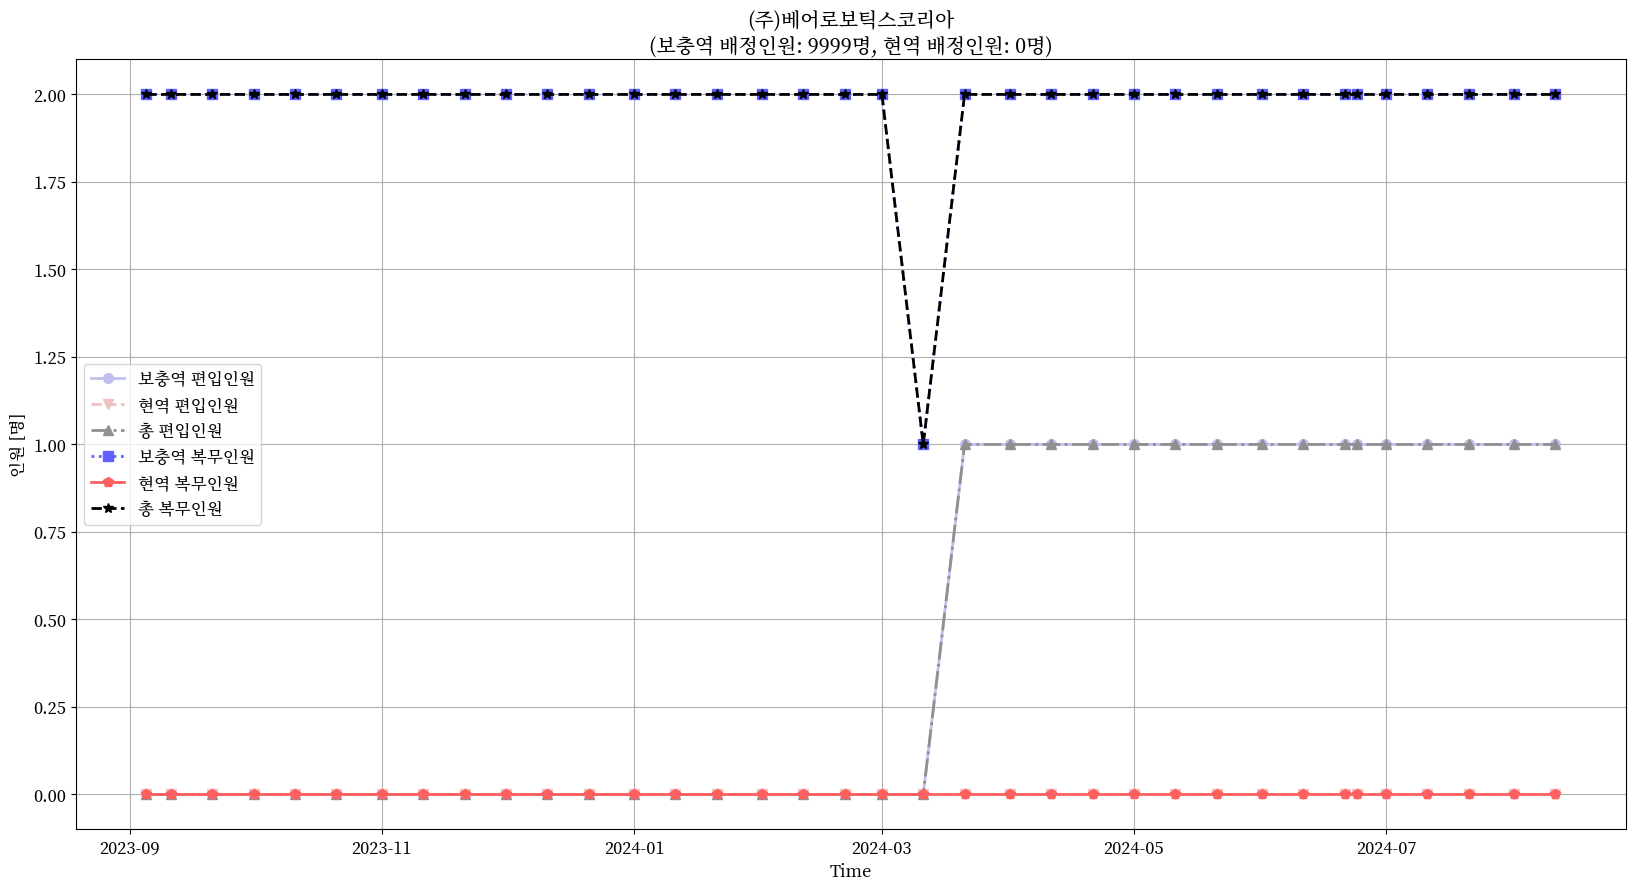 (주)베어로보틱스코리아
(보충역 배정인원: 9999명, 현역 배정인원: 0명)
2.00
1.75
1.50
1.25
1.00
0.75
0.50
0.25
0.00
인원 [명]
보충역 편입인원
현역 편입인원
총 편입인원
보충역 복무인원
현역 복무인원
총 복무인원
2023-09
2023-11
2024-01
2024-03
2024-05
2024-07
Time